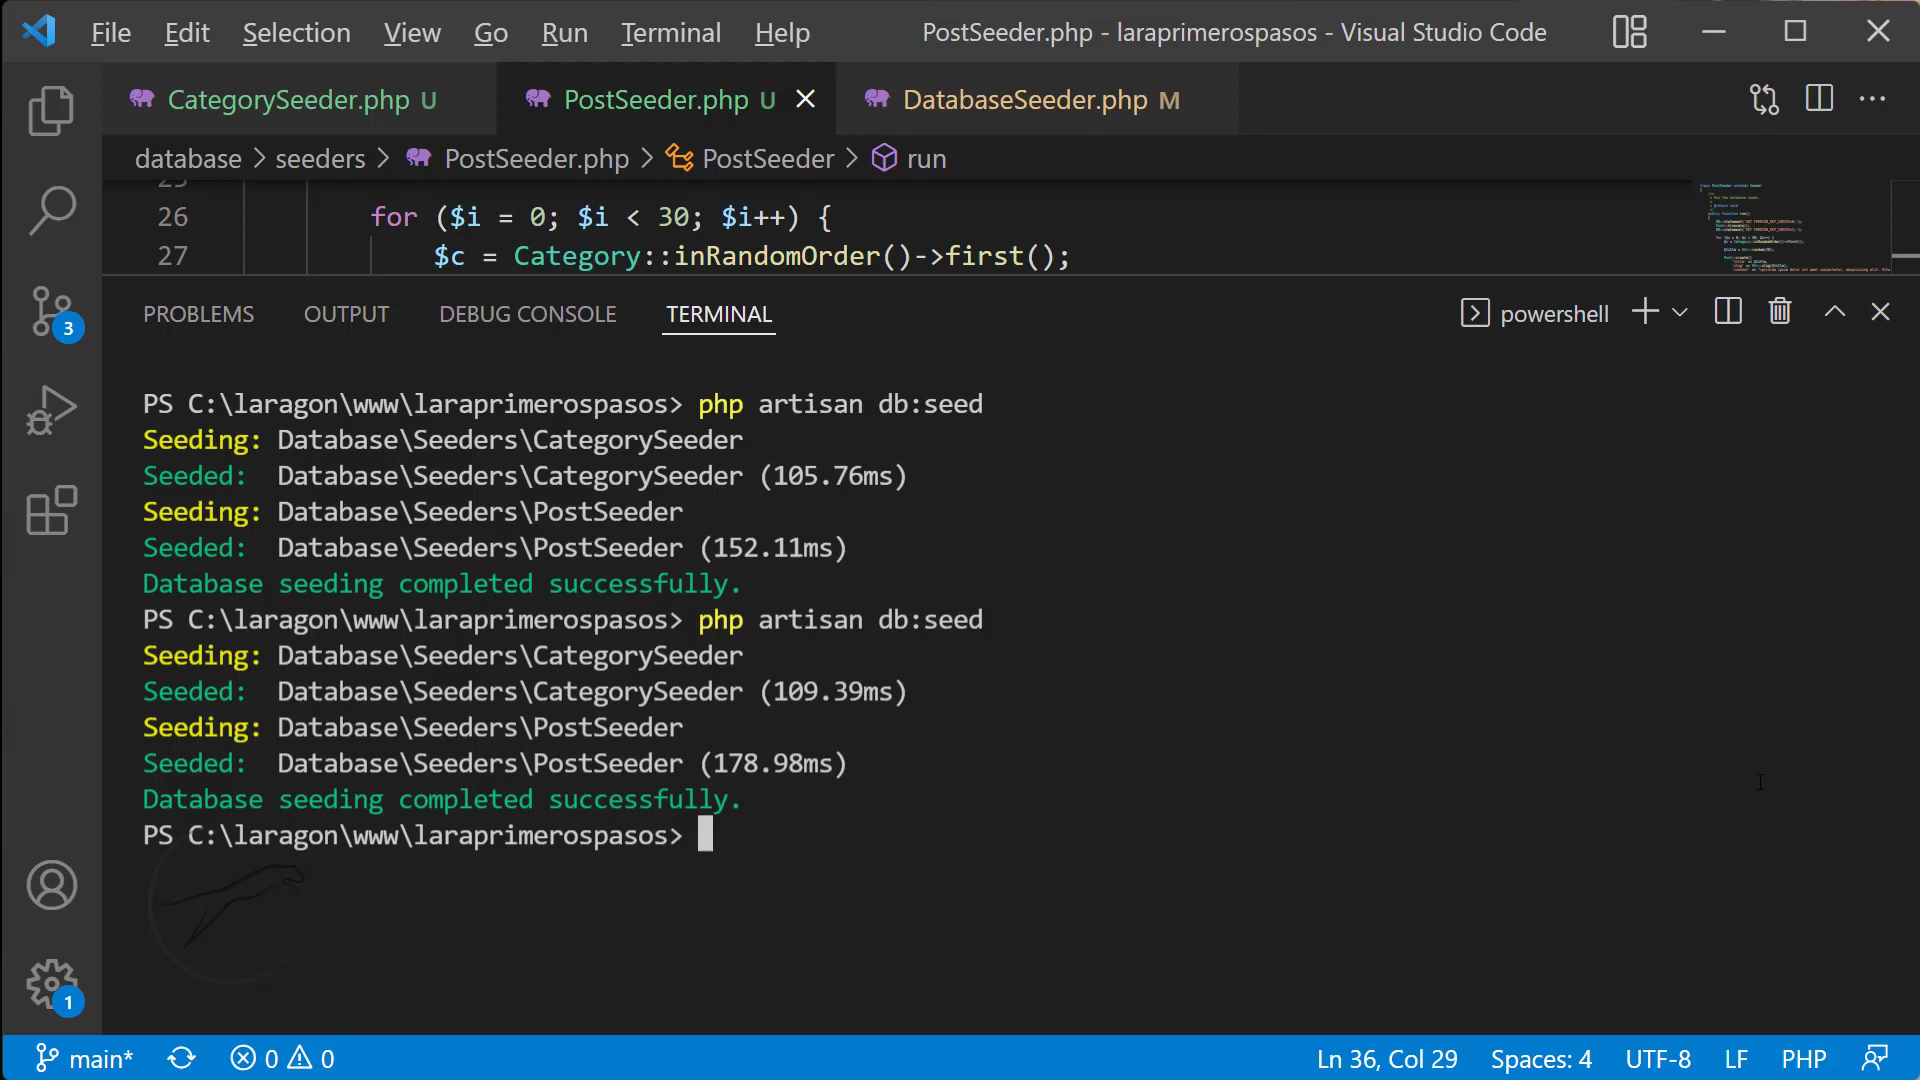 File Edit Selection View Go Run Terminal Help PostSeeder.php - laraprimerospasos - Visual Studio Code
CategorySeeder.php U PostSeeder.php U DatabaseSeeder.php M
database > seeders > PostSeeder.php > PostSeeder > run
26 for ($i = 0; $i < 30; $i++) {
27 $c = Category::inRandomOrder()->first();
PROBLEMS OUTPUT DEBUG CONSOLE TERMINAL powershell
PS C:\laragon\www\laraprimerospasos> php artisan db:seed
Seeding: Database\Seeders\CategorySeeder
Seeded: Database\Seeders\CategorySeeder (105.76ms)
Seeding: Database\Seeders\PostSeeder
Seeded: Database\Seeders\PostSeeder (152.11ms)
Database seeding completed successfully.
PS C:\laragon\www\laraprimerospasos> php artisan db:seed
Seeding: Database\Seeders\CategorySeeder
Seeded: Database\Seeders\CategorySeeder (109.39ms)
Seeding: Database\Seeders\PostSeeder
Seeded: Database\Seeders\PostSeeder (178.98ms)
Database seeding completed successfully.
PS C:\laragon\www\laraprimerospasos>
3
1
main* 0 0 Ln 36, Col 29 Spaces: 4 UTF-8 LF PHP